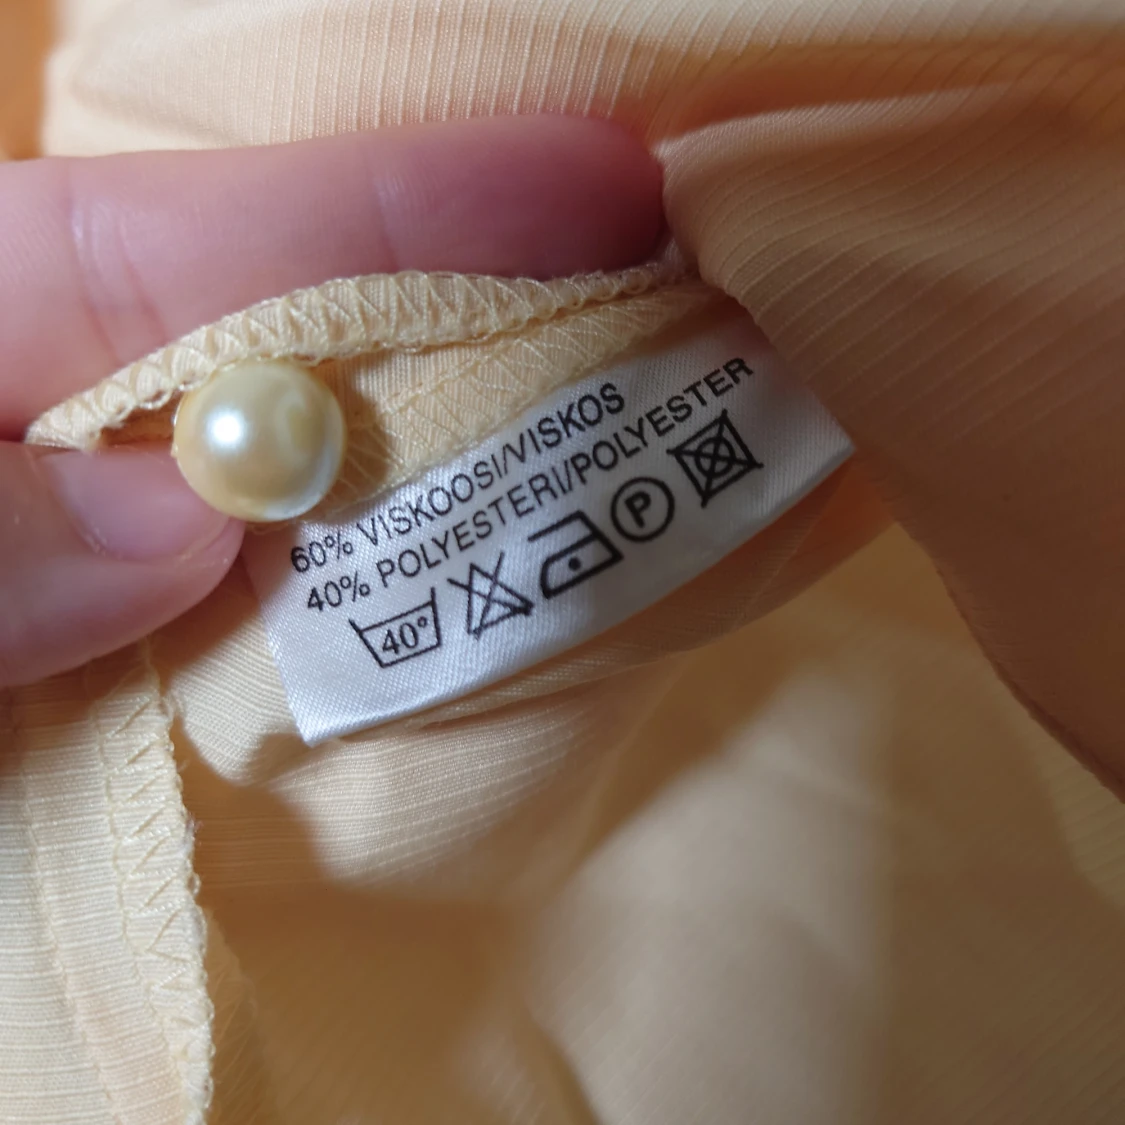 60% VISKOOSI/VISKOS
40% POLYESTERI/POLYESTER
40° P